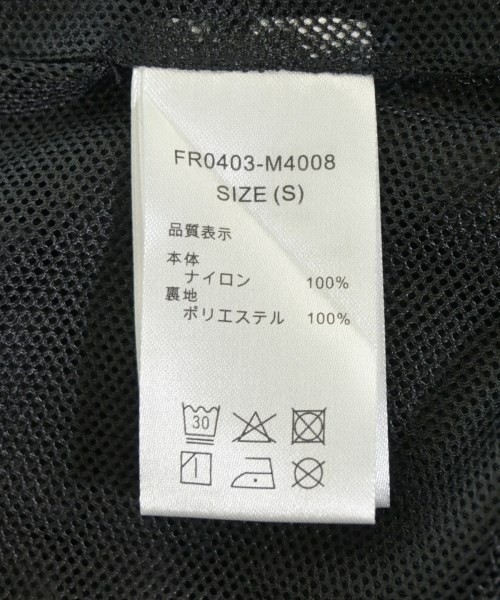 FR0403-M4008
SIZE (S)
品質表示
本体
ナイロン 100%
裏地
ポリエステル 100%
30